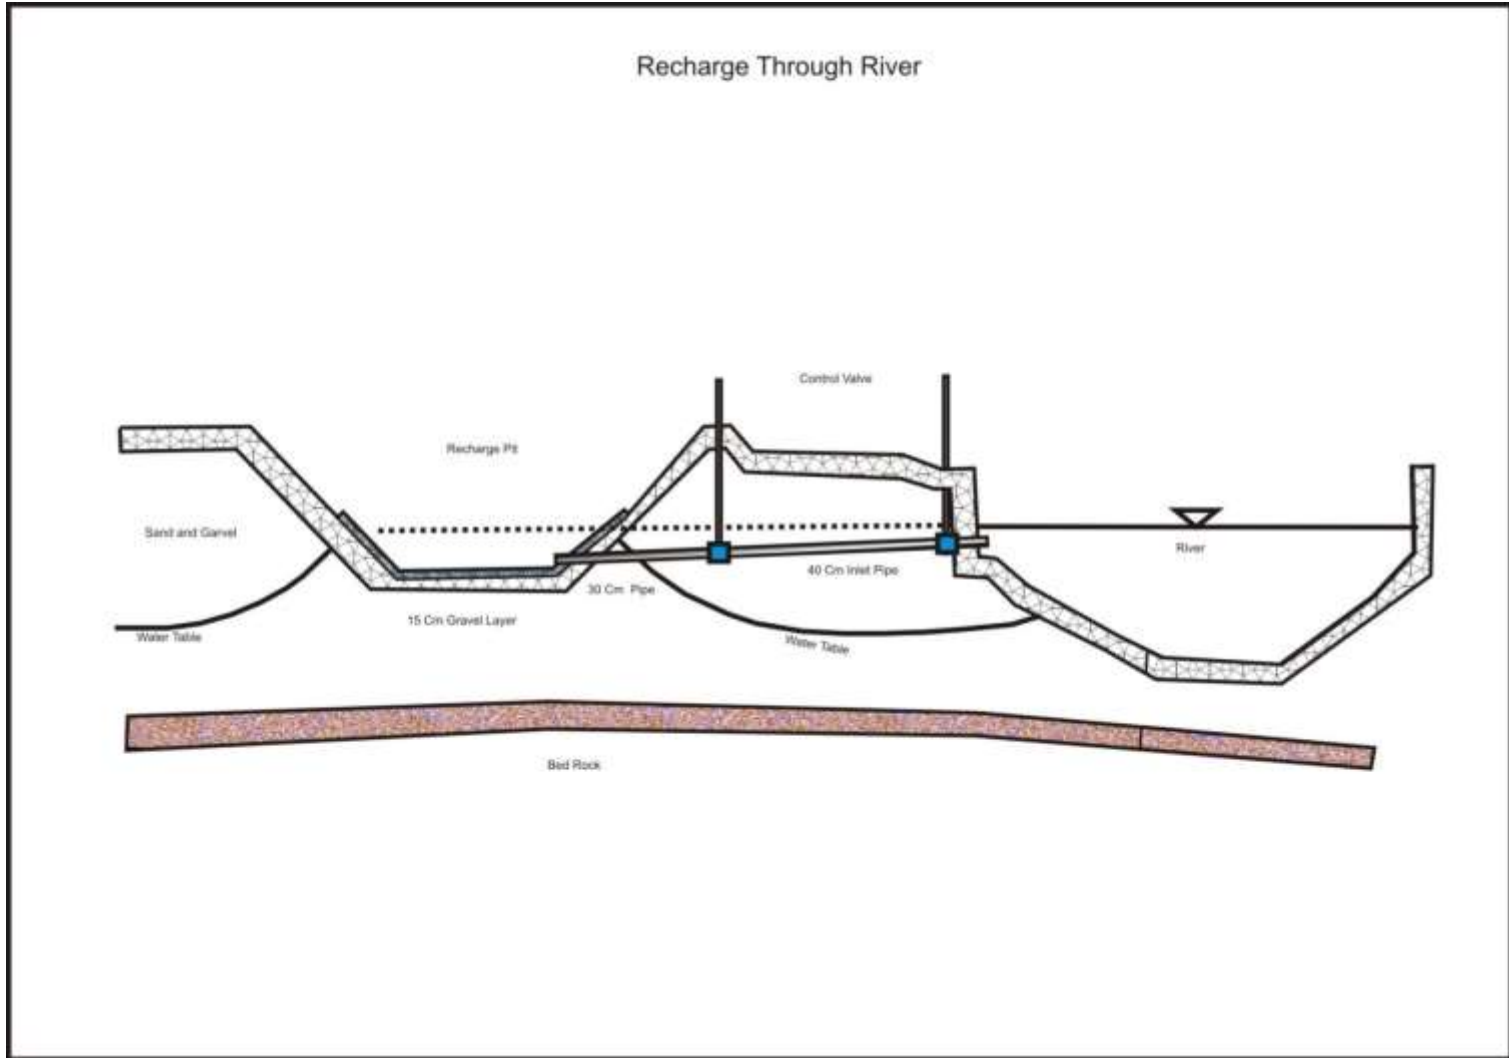 Recharge Through River
Control Valve
Recharge Pit
Sand and Garvel
River
40 Cm Inlet Pipe
30 Cm Pipe
15 Cm Gravel Layer
Water Table
Water Table
Bed Rock